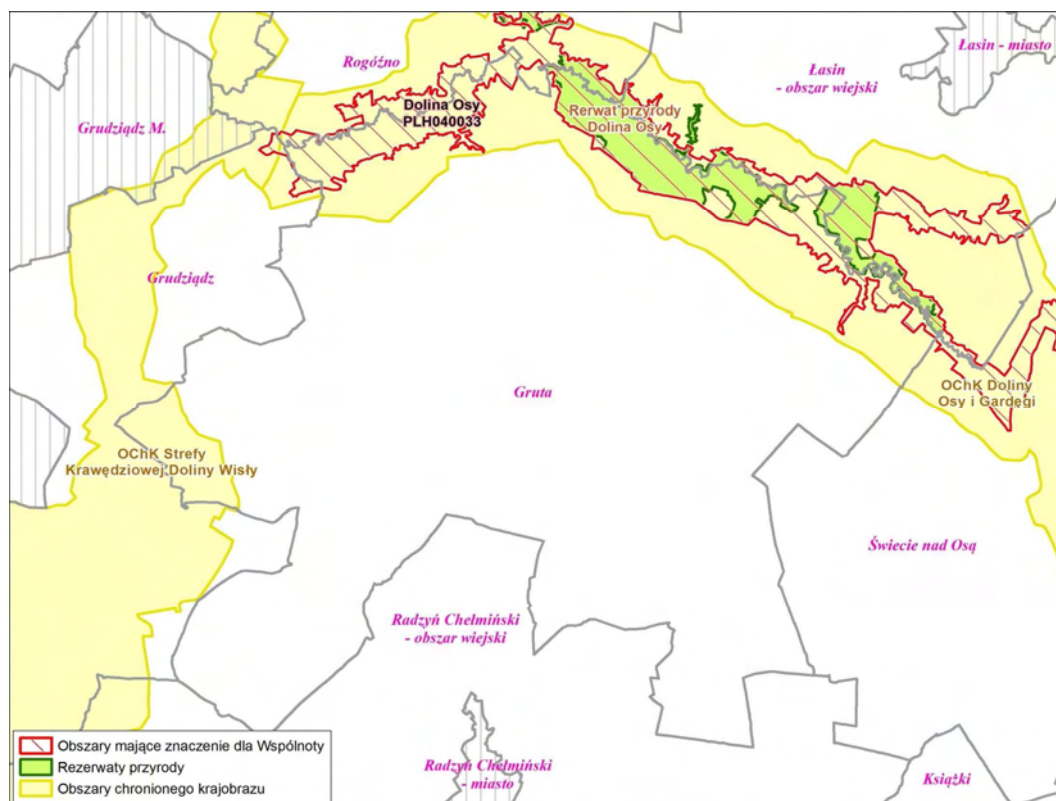 Rogóźno
Łasin - miasto
Łasin
- obszar wiejski
Dolina Osy
PLH040033
Rerwat przyrody
Dolina Osy
Grudziądz M.
Grudziądz
Gruta
OChK Doliny
Osy i Gardęgi
OChK Strefy
Krawędziowej Doliny Wisły
Świecie nad Osą
Radzyń Chełmiński
- obszar wiejski
Radzyń Chełmiński
- miasto
Książki
Obszary mające znaczenie dla Wspólnoty
Rezerwaty przyrody
Obszary chronionego krajobrazu